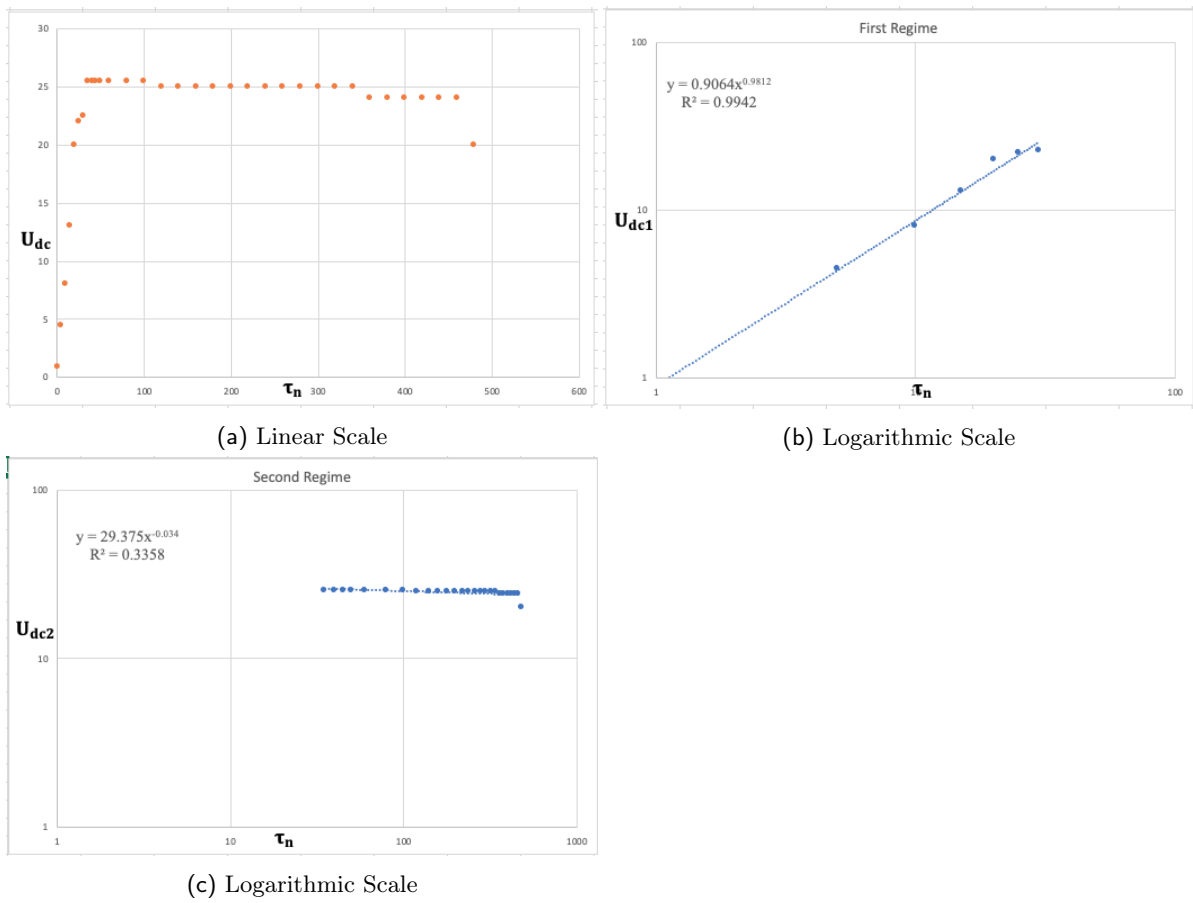 30
25
20
15
U_dc
10
5
0
0 100 200 τ_n 300 400 500 600
(a) Linear Scale
First Regime
100
y = 0.9064x^0.9812
R² = 0.9942
U_dc1
10
1
1 τ_n 100
(b) Logarithmic Scale
Second Regime
100
y = 29.375x^-0.034
R² = 0.3358
U_dc2
10
1
1 10 τ_n 100 1000
(c) Logarithmic Scale